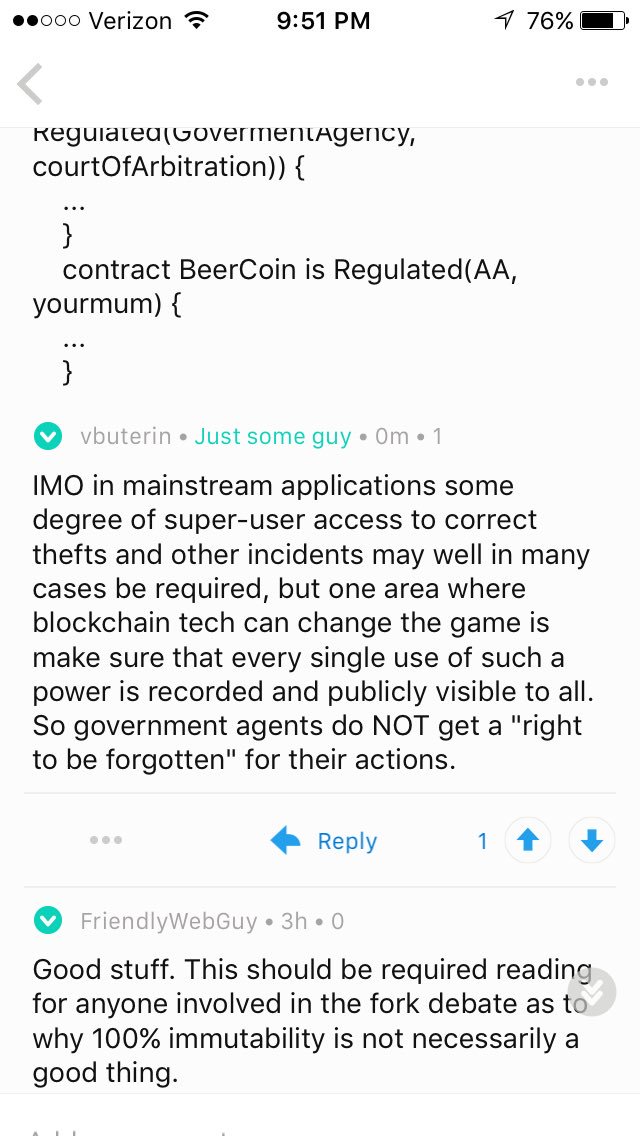 Verizon 9:51 PM 76%
Regulated(GovermentAgency,
courtOfArbitration)) {
...
}
contract BeerCoin is Regulated(AA,
yourmum) {
...
}
vbuterin • Just some guy • 0m • 1
IMO in mainstream applications some
degree of super-user access to correct
thefts and other incidents may well in many
cases be required, but one area where
blockchain tech can change the game is
make sure that every single use of such a
power is recorded and publicly visible to all.
So government agents do NOT get a "right
to be forgotten" for their actions.
Reply 1
FriendlyWebGuy • 3h • 0
Good stuff. This should be required reading
for anyone involved in the fork debate as to
why 100% immutability is not necessarily a
good thing.